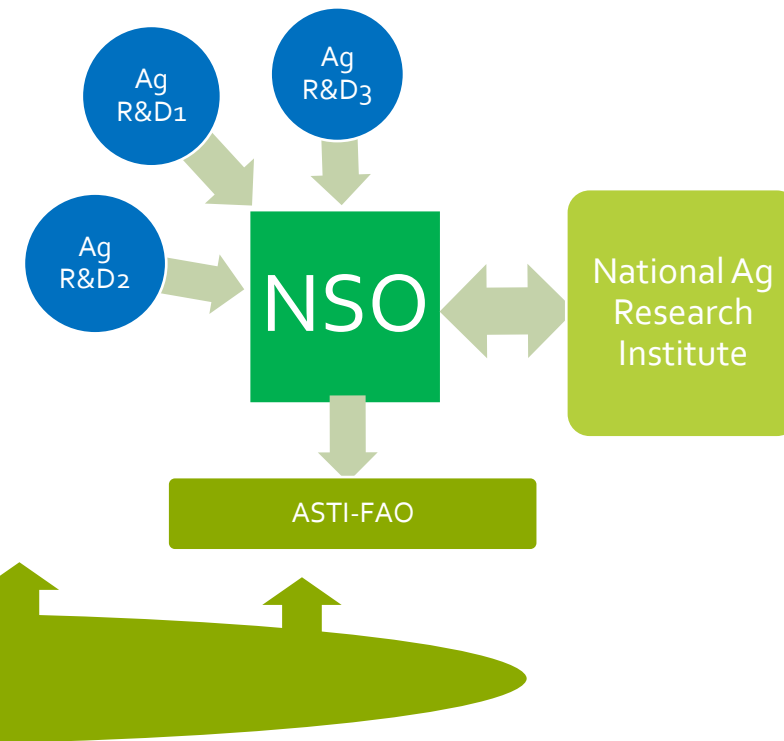 Ag
R&D1
Ag
R&D3
Ag
R&D2
NSO
National Ag
Research
Institute
ASTI-FAO